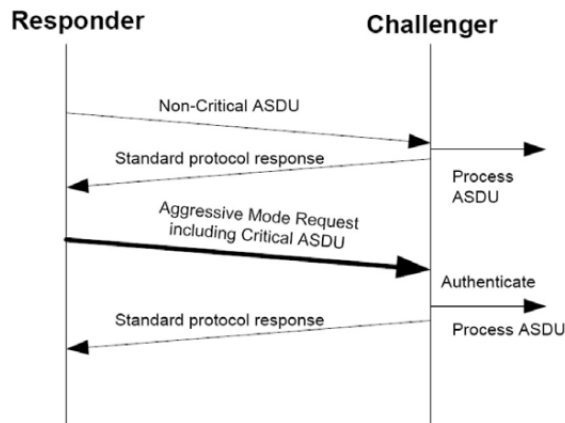 Responder
Challenger
Non-Critical ASDU
Standard protocol response
Process
ASDU
Aggressive Mode Request
including Critical ASDU
Authenticate
Standard protocol response
Process ASDU